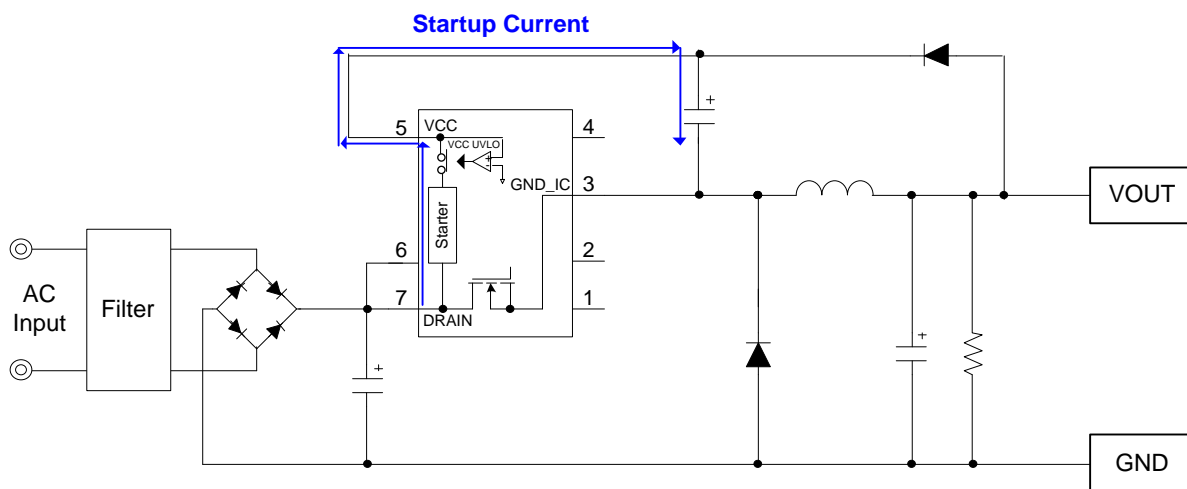 Startup Current
+
5
VCC
4
VCC UVLO
+
-
GND_IC
3
VOUT
Starter
6
2
AC
Input
Filter
7
1
DRAIN
+
+
GND